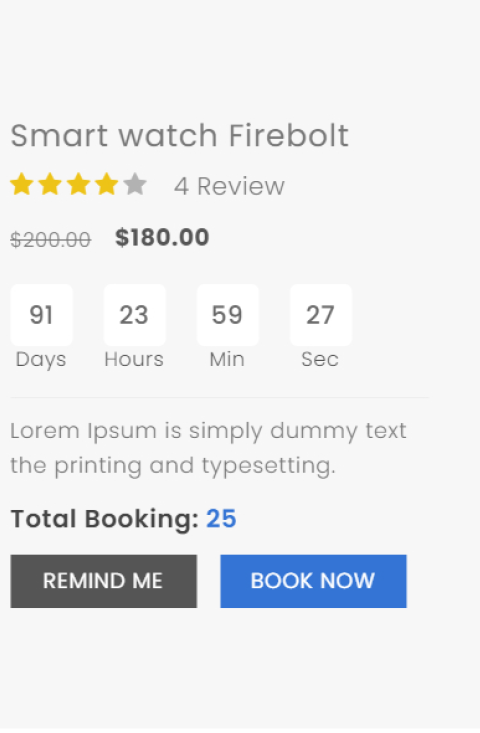 Smart watch Firebolt
4 Review
$200.00 $180.00
91 23 59 27
Days Hours Min Sec
Lorem Ipsum is simply dummy text
the printing and typesetting.
Total Booking: 25
REMIND ME BOOK NOW